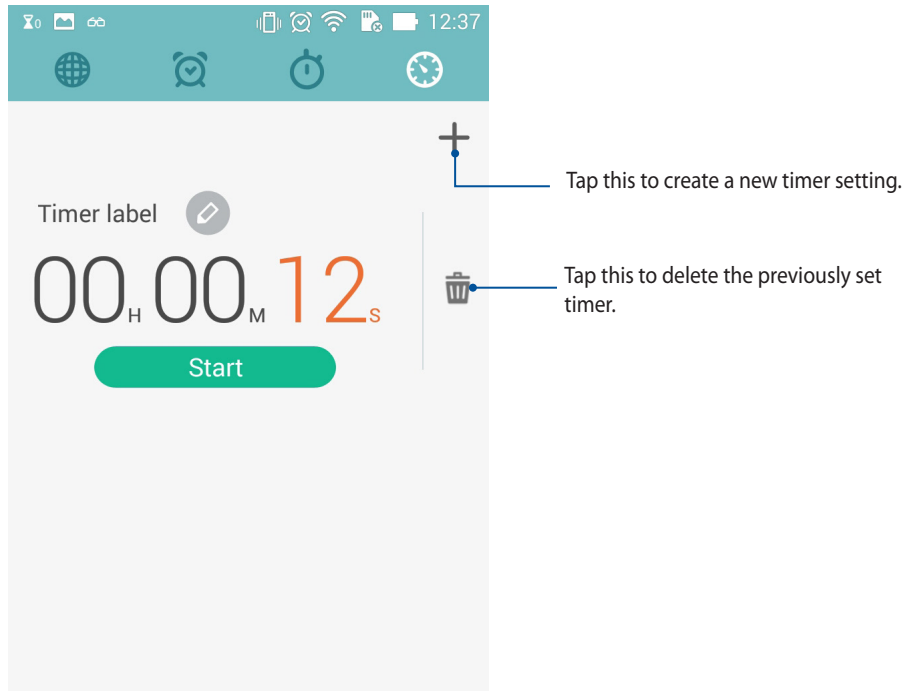 0 12:37
Tap this to create a new timer setting.
Timer label
00H 00M 12S
Tap this to delete the previously set
timer.
Start